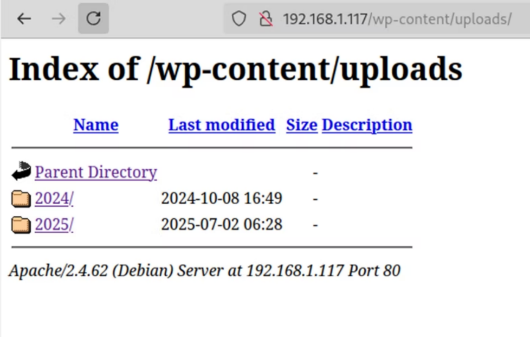 192.168.1.117/wp-content/uploads/
Index of /wp-content/uploads
Name Last modified Size Description
Parent Directory -
2024/ 2024-10-08 16:49 -
2025/ 2025-07-02 06:28 -
Apache/2.4.62 (Debian) Server at 192.168.1.117 Port 80